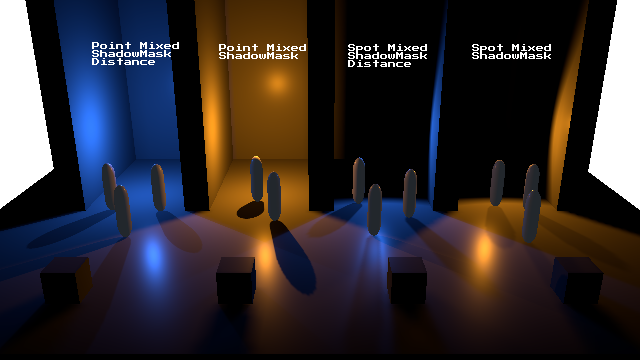 Point Mixed
ShadowMask
Distance
Point Mixed
ShadowMask
Spot Mixed
ShadowMask
Distance
Spot Mixed
ShadowMask